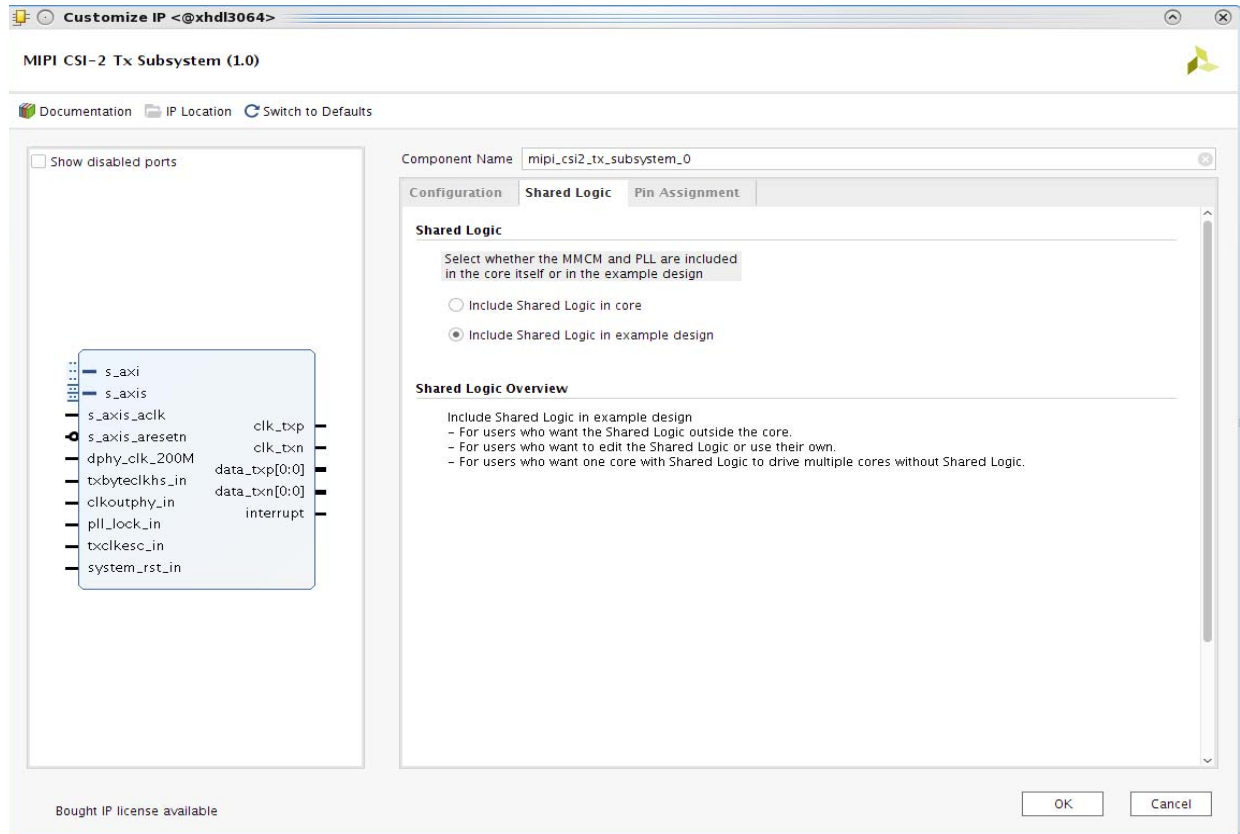 Customize IP <@xhdl3064>
MIPI CSI-2 Tx Subsystem (1.0)
Documentation IP Location Switch to Defaults
Show disabled ports
s_axi
s_axis
s_axis_aclk
s_axis_aresetn
dphy_clk_200M
txbyteclkhs_in
clkoutphy_in
pll_lock_in
txclkesc_in
system_rst_in
clk_txp
clk_txn
data_txp[0:0]
data_txn[0:0]
interrupt
Component Name mipi_csi2_tx_subsystem_0
Configuration Shared Logic Pin Assignment
Shared Logic
Select whether the MMCM and PLL are included
in the core itself or in the example design
Include Shared Logic in core
Include Shared Logic in example design
Shared Logic Overview
Include Shared Logic in example design
- For users who want the Shared Logic outside the core.
- For users who want to edit the Shared Logic or use their own.
- For users who want one core with Shared Logic to drive multiple cores without Shared Logic.
Bought IP license available
OK Cancel